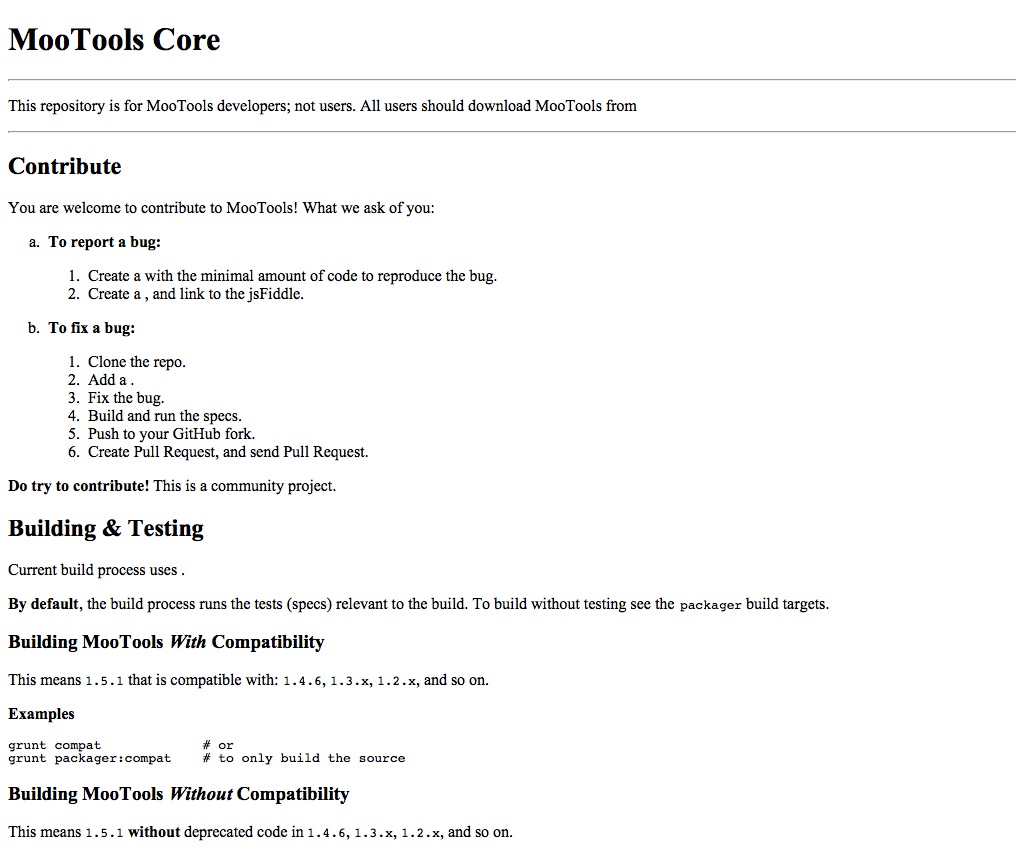 MooTools Core
This repository is for MooTools developers; not users. All users should download MooTools from
Contribute
You are welcome to contribute to MooTools! What we ask of you:
a. To report a bug:
1. Create a with the minimal amount of code to reproduce the bug.
2. Create a , and link to the jsFiddle.
b. To fix a bug:
1. Clone the repo.
2. Add a .
3. Fix the bug.
4. Build and run the specs.
5. Push to your GitHub fork.
6. Create Pull Request, and send Pull Request.
Do try to contribute! This is a community project.
Building & Testing
Current build process uses .
By default, the build process runs the tests (specs) relevant to the build. To build without testing see the packager build targets.
Building MooTools With Compatibility
This means 1.5.1 that is compatible with: 1.4.6, 1.3.x, 1.2.x, and so on.
Examples
grunt compat # or
grunt packager:compat # to only build the source
Building MooTools Without Compatibility
This means 1.5.1 without deprecated code in 1.4.6, 1.3.x, 1.2.x, and so on.